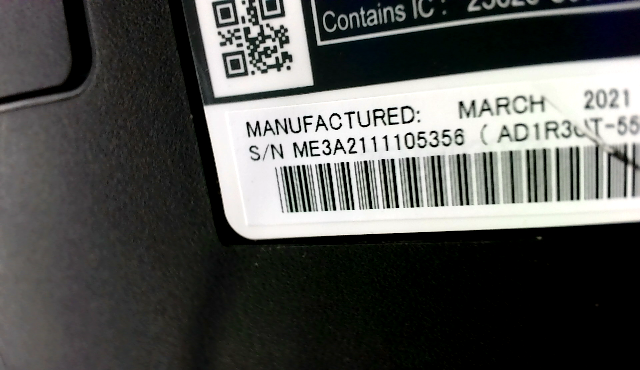 Contains IC :
MANUFACTURED: MARCH 2021
S/N ME3A2111105356 (